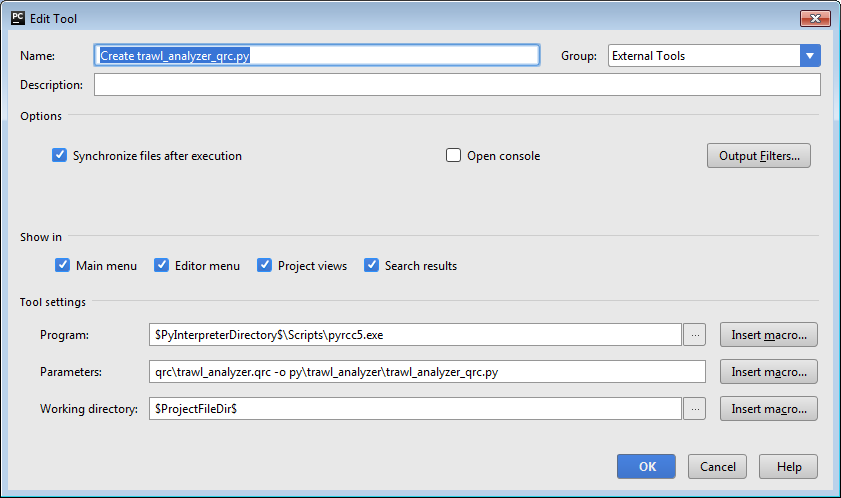 PC Edit Tool
Name: Create trawl_analyzer_qrc.py Group: External Tools
Description:
Options
Synchronize files after execution Open console Output Filters...
Show in
Main menu Editor menu Project views Search results
Tool settings
Program: $PyInterpreterDirectory$\Scripts\pyrcc5.exe ... Insert macro...
Parameters: qrc\trawl_analyzer.qrc -o py\trawl_analyzer\trawl_analyzer_qrc.py Insert macro...
Working directory: $ProjectFileDir$ ... Insert macro...
OK Cancel Help